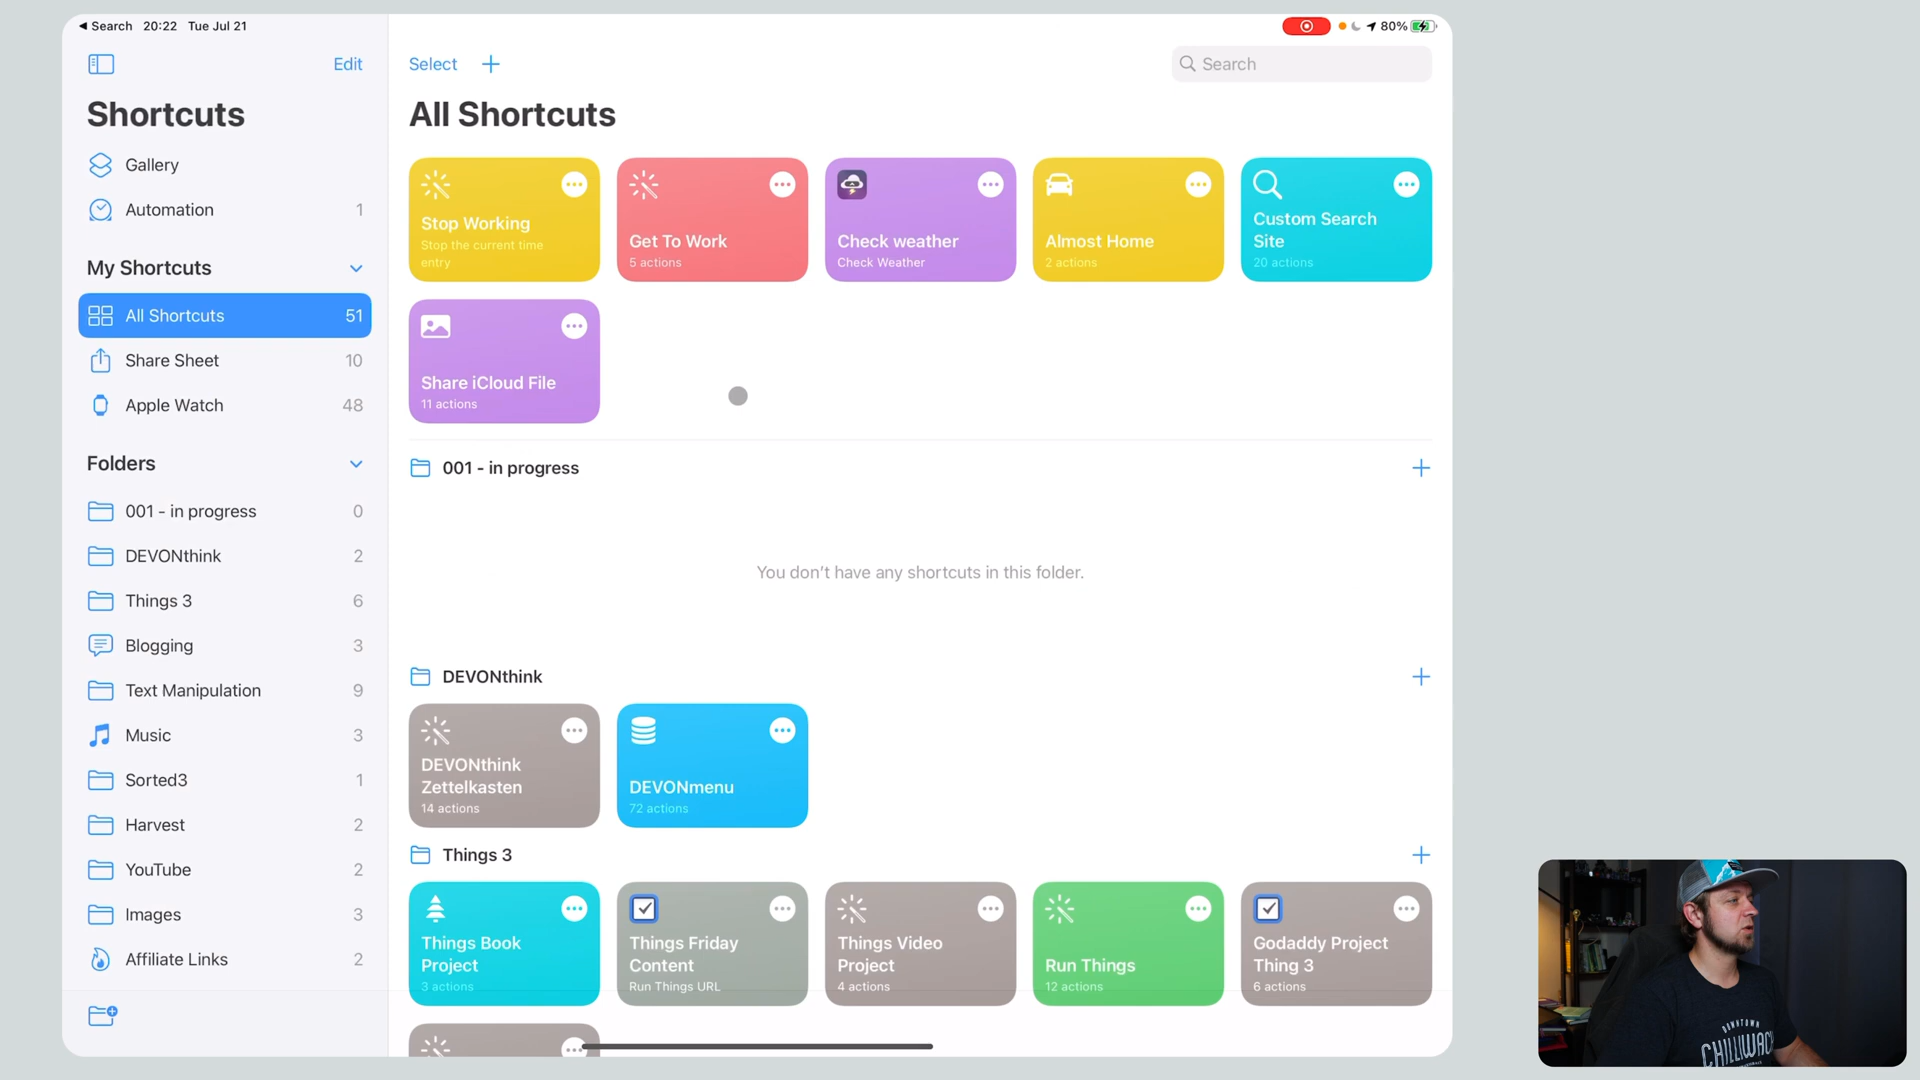 ◀ Search 20:22 Tue Jul 21
80%
Edit
Shortcuts
Gallery
Automation 1
My Shortcuts
All Shortcuts 51
Share Sheet 10
Apple Watch 48
Folders
001 - in progress 0
DEVONthink 2
Things 3 6
Blogging 3
Text Manipulation 9
Music 3
Sorted3 1
Harvest 2
YouTube 2
Images 3
Affiliate Links 2
Select
Search
All Shortcuts
Stop Working
Stop the current time
entry
Get To Work
5 actions
Check weather
Check Weather
Almost Home
2 actions
Custom Search
Site
20 actions
Share iCloud File
11 actions
001 - in progress
You don't have any shortcuts in this folder.
DEVONthink
DEVONthink
Zettelkasten
14 actions
DEVONmenu
72 actions
Things 3
Things Book
Project
3 actions
Things Friday
Content
Run Things URL
Things Video
Project
4 actions
Run Things
12 actions
Godaddy Project
Thing 3
6 actions
DOWNTOWN
CHILLIWACK